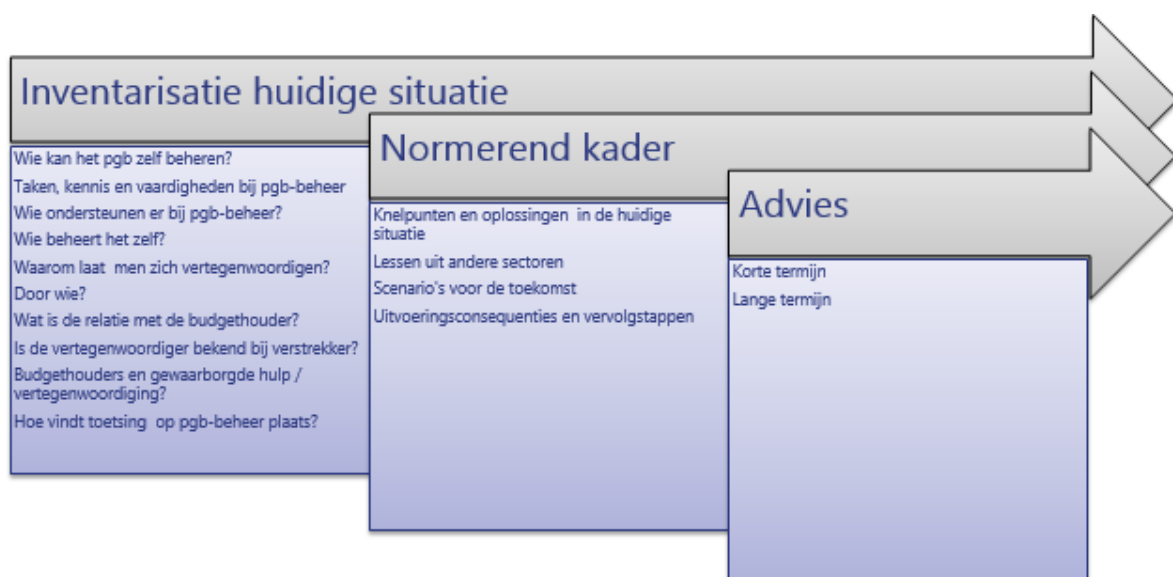 Inventarisatie huidige situatie
Wie kan het pgb zelf beheren?
Taken, kennis en vaardigheden bij pgb-beheer
Wie ondersteunen er bij pgb-beheer?
Wie beheert het zelf?
Waarom laat men zich vertegenwoordigen?
Door wie?
Wat is de relatie met de budgethouder?
Is de vertegenwoordiger bekend bij verstrekker?
Budgethouders en gewaarborgde hulp /
vertegenwoordiging?
Hoe vindt toetsing op pgb-beheer plaats?
Normerend kader
Knelpunten en oplossingen in de huidige
situatie
Lessen uit andere sectoren
Scenario's voor de toekomst
Uitvoeringsconsequenties en vervolgstappen
Advies
Korte termijn
Lange termijn